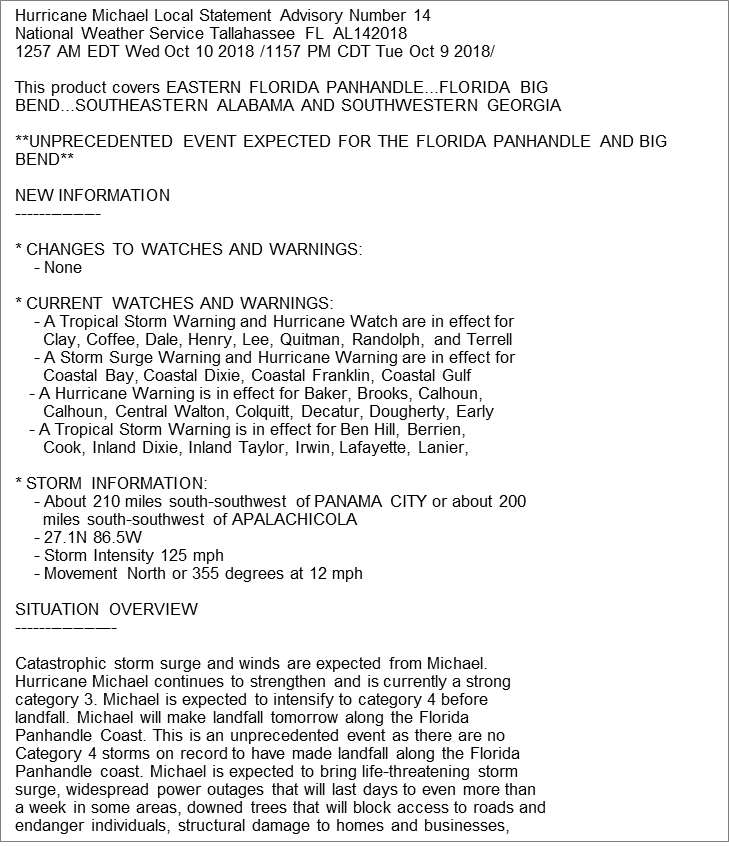 Hurricane Michael Local Statement Advisory Number 14
National Weather Service Tallahassee FL AL142018
1257 AM EDT Wed Oct 10 2018 /1157 PM CDT Tue Oct 9 2018/
This product covers EASTERN FLORIDA PANHANDLE...FLORIDA BIG
BEND...SOUTHEASTERN ALABAMA AND SOUTHWESTERN GEORGIA
**UNPRECEDENTED EVENT EXPECTED FOR THE FLORIDA PANHANDLE AND BIG
BEND**
NEW INFORMATION
---------------
* CHANGES TO WATCHES AND WARNINGS:
- None
* CURRENT WATCHES AND WARNINGS:
- A Tropical Storm Warning and Hurricane Watch are in effect for
Clay, Coffee, Dale, Henry, Lee, Quitman, Randolph, and Terrell
- A Storm Surge Warning and Hurricane Warning are in effect for
Coastal Bay, Coastal Dixie, Coastal Franklin, Coastal Gulf
- A Hurricane Warning is in effect for Baker, Brooks, Calhoun,
Calhoun, Central Walton, Colquitt, Decatur, Dougherty, Early
- A Tropical Storm Warning is in effect for Ben Hill, Berrien,
Cook, Inland Dixie, Inland Taylor, Irwin, Lafayette, Lanier,
* STORM INFORMATION:
- About 210 miles south-southwest of PANAMA CITY or about 200
miles south-southwest of APALACHICOLA
- 27.1N 86.5W
- Storm Intensity 125 mph
- Movement North or 355 degrees at 12 mph
SITUATION OVERVIEW
------------------
Catastrophic storm surge and winds are expected from Michael.
Hurricane Michael continues to strengthen and is currently a strong
category 3. Michael is expected to intensify to category 4 before
landfall. Michael will make landfall tomorrow along the Florida
Panhandle Coast. This is an unprecedented event as there are no
Category 4 storms on record to have made landfall along the Florida
Panhandle coast. Michael is expected to bring life-threatening storm
surge, widespread power outages that will last days to even more than
a week in some areas, downed trees that will block access to roads and
endanger individuals, structural damage to homes and businesses,